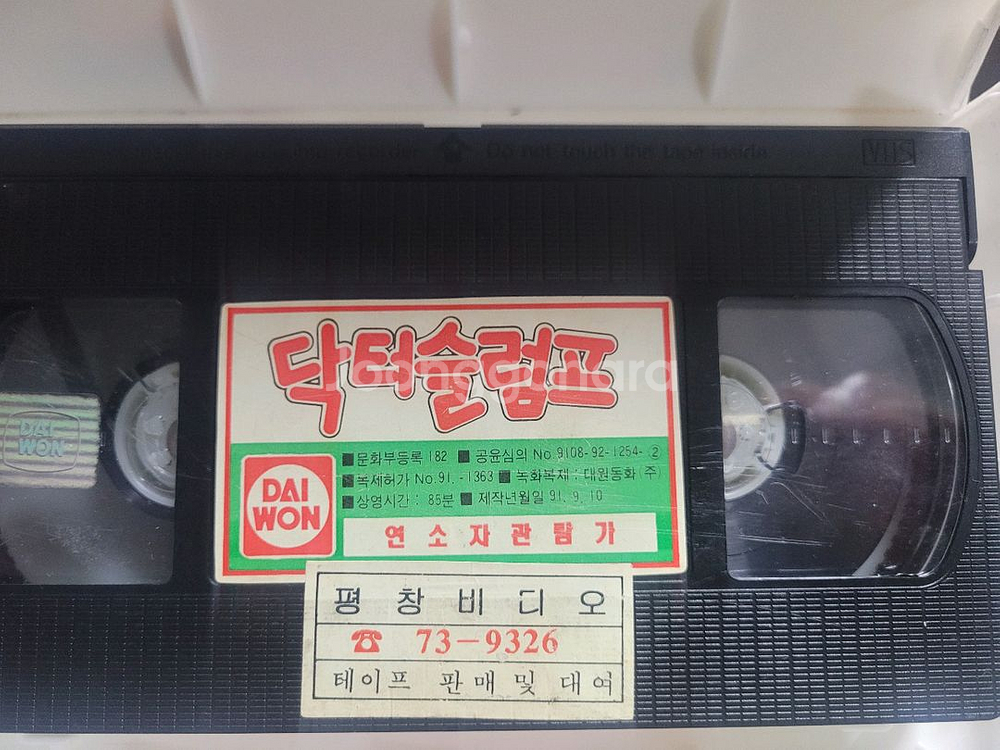 Do not touch the tape inside
VHS
닥터슬럼프
Joonggonara
■문화부등록 182 ■ 공윤심의 No.9108-92-1254-②
■복제허가 No.91.-1363 ■ 녹화복제 : 대원동화(주)
■상영시간 : 85분 ■ 제작년월일 91. 9. 10
DAI
WON
연소자관람가
DAI
WON
평창비디오
☎ 73-9326
테이프 판매 및 대여